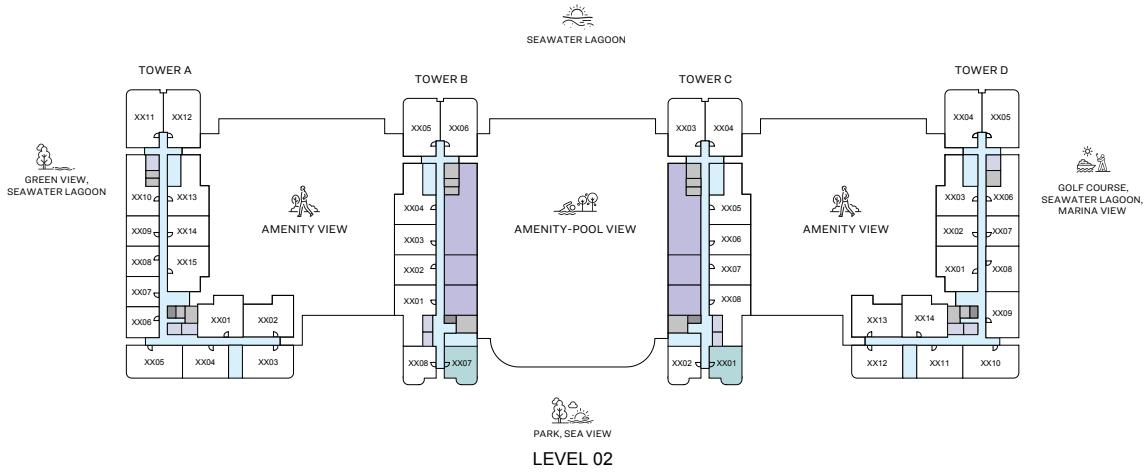 SEAWATER LAGOON
TOWER A
TOWER B
TOWER C
TOWER D
XX11
XX12
XX05
XX06
XX03
XX04
XX04
XX05
GREEN VIEW,
SEAWATER LAGOON
GOLF COURSE,
SEAWATER LAGOON,
MARINA VIEW
XX10
XX13
XX04
XX05
XX03
XX06
AMENITY VIEW
AMENITY-POOL VIEW
AMENITY VIEW
XX09
XX14
XX03
XX06
XX02
XX07
XX08
XX15
XX02
XX07
XX01
XX08
XX07
XX01
XX08
XX06
XX01
XX02
XX13
XX14
XX09
XX05
XX04
XX03
XX08
XX07
XX02
XX01
XX12
XX11
XX10
PARK, SEA VIEW
LEVEL 02